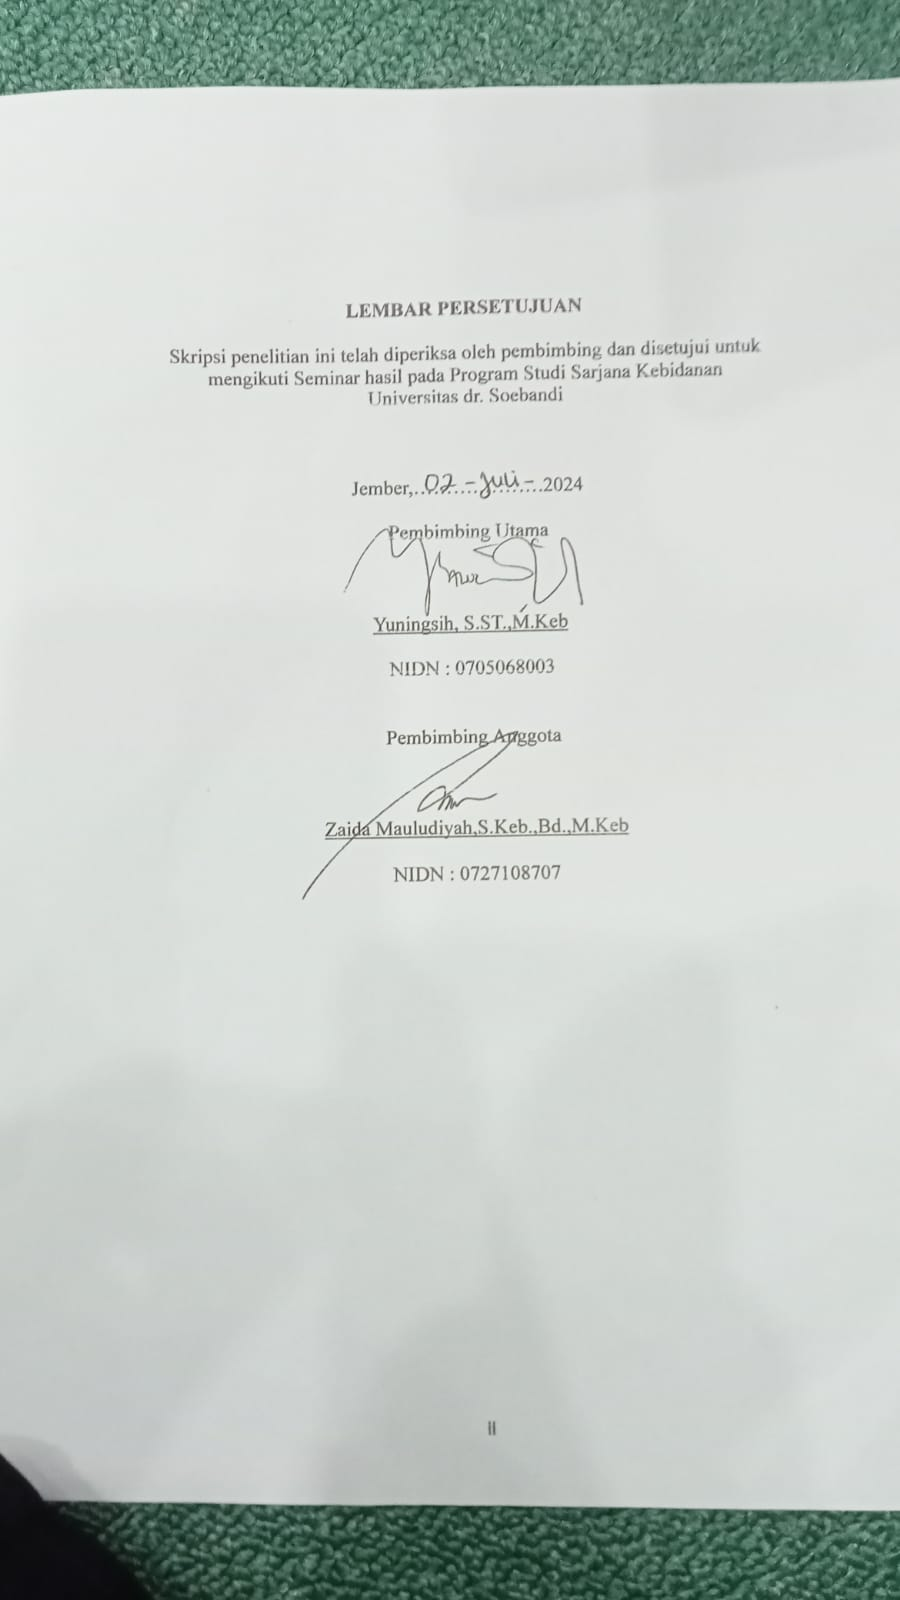 LEMBAR PERSETUJUAN
Skripsi penelitian ini telah diperiksa oleh pembimbing dan disetujui untuk
mengikuti Seminar hasil pada Program Studi Sarjana Kebidanan
Universitas dr. Soebandi
Jember,..02 - Juli -...2024
Pembimbing Utama
Yuningsih, S.ST.,M.Keb
NIDN : 0705068003
Pembimbing Anggota
Zaida Mauludiyah,S.Keb.,Bd.,M.Keb
NIDN : 0727108707
ii